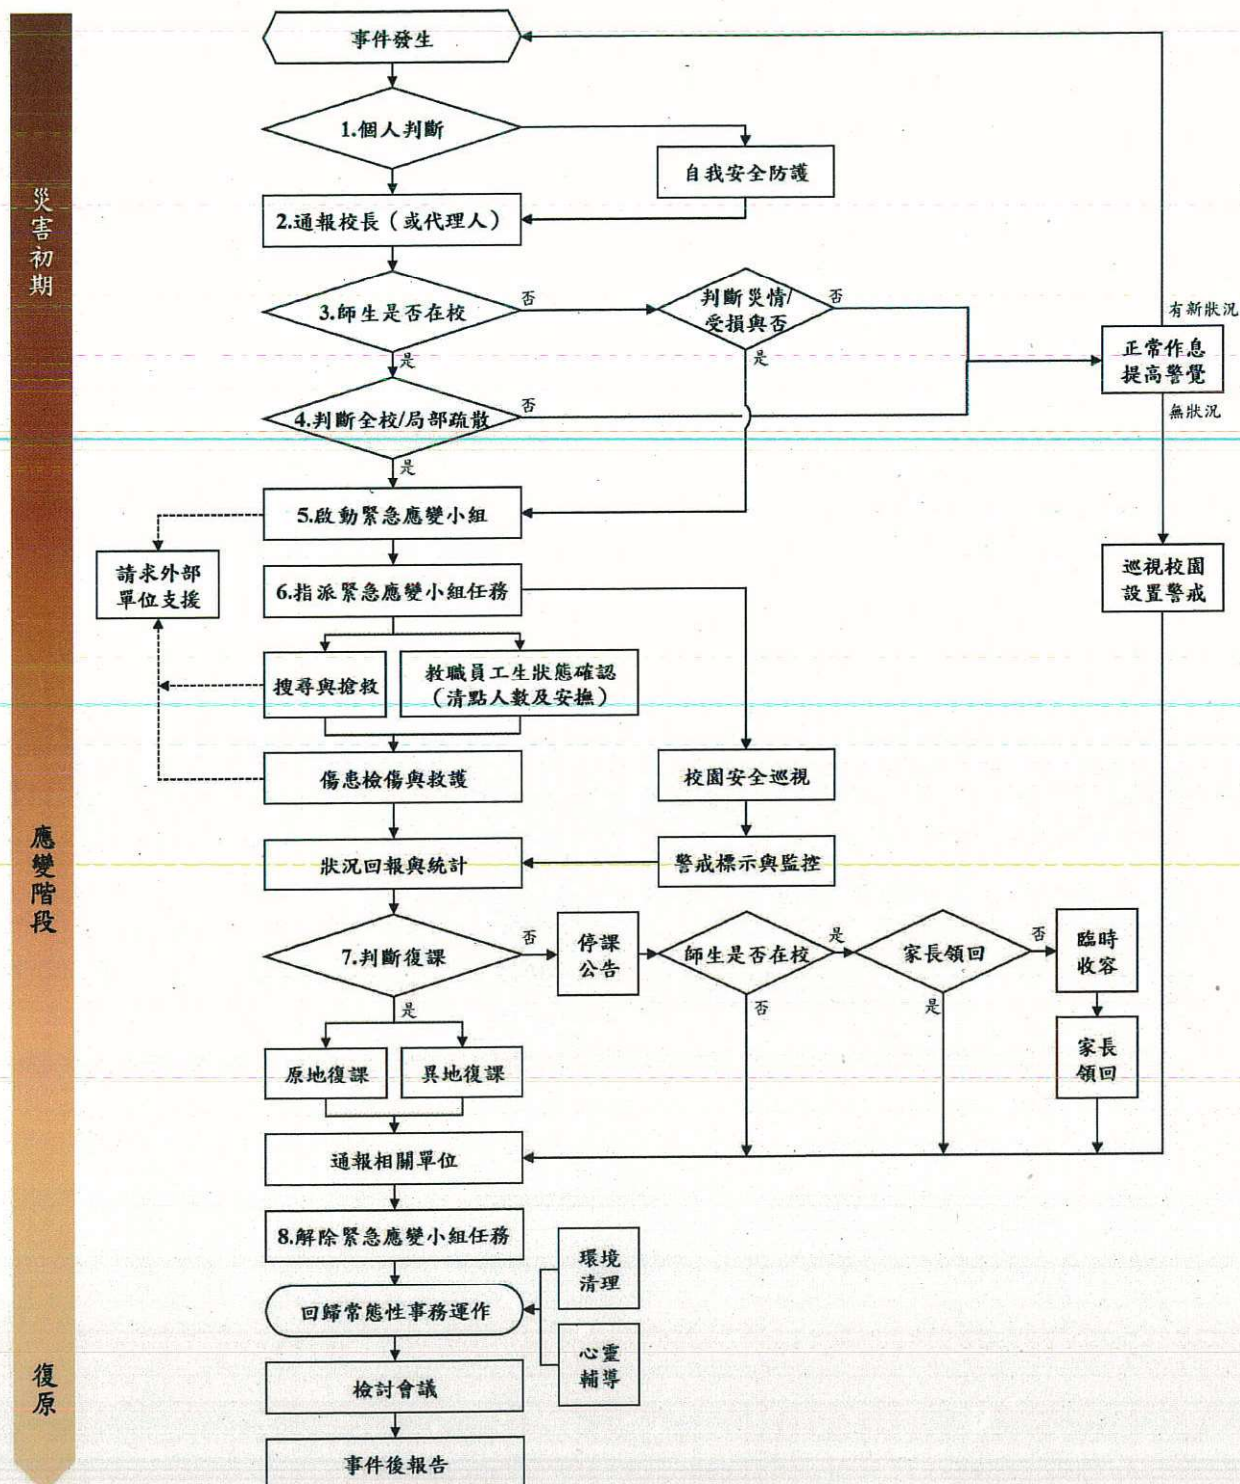 事件發生
1.個人判斷
自我安全防護
2.通報校長(或代理人)
災害初期
3.師生是否在校
否
判斷災情/
受損與否
否
有新狀況
正常作息
提高警覺
是
是
無狀況
4.判斷全校/局部疏散
否
是
5.啟動緊急應變小組
請求外部
單位支援
6.指派緊急應變小組任務
巡視校園
設置警戒
搜尋與搶救
教職員工生狀態確認
(清點人數及安撫)
傷患檢傷與救護
校園安全巡視
應變階段
狀況回報與統計
警戒標示與監控
7.判斷復課
否
停課
公告
師生是否在校
是
家長領回
否
臨時
收容
是
否
是
原地復課
異地復課
家長
領回
通報相關單位
8.解除緊急應變小組任務
環境
清理
回歸常態性事務運作
心靈
輔導
復原
檢討會議
事件後報告